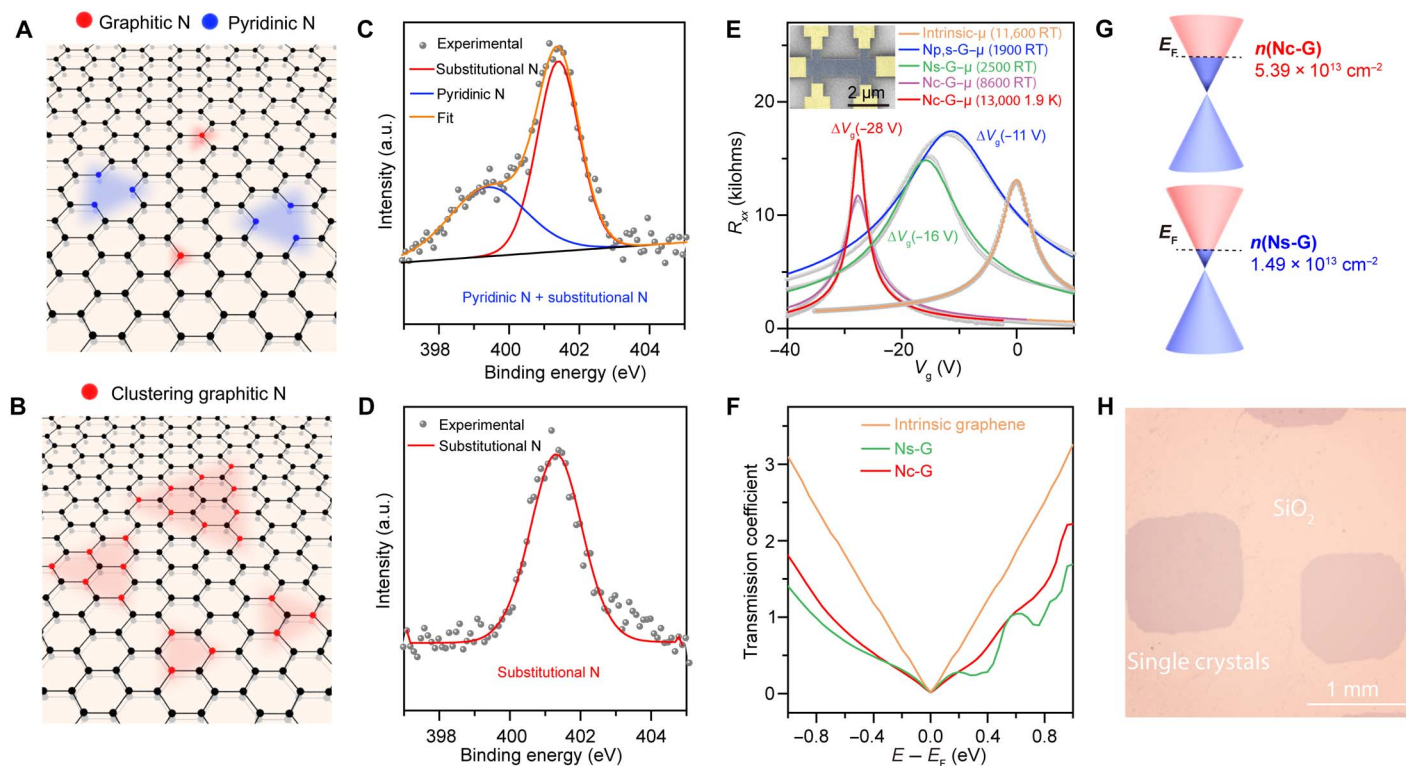 A
Graphitic N
Pyridinic N
B
Clustering graphitic N
C
Experimental
Substitutional N
Pyridinic N
Fit
Pyridinic N + substitutional N
Intensity (a.u.)
398 400 402 404
Binding energy (eV)
D
Experimental
Substitutional N
Substitutional N
Intensity (a.u.)
398 400 402 404
Binding energy (eV)
E
Intrinsic-μ (11,600 RT)
Np,s-G-μ (1900 RT)
Ns-G-μ (2500 RT)
Nc-G-μ (8600 RT)
Nc-G-μ (13,000 1.9 K)
2 μm
ΔVg(−28 V)
ΔVg(−11 V)
ΔVg(−16 V)
Rxx (kilohms)
20
10
0
−40 −20 0
Vg (V)
F
Intrinsic graphene
Ns-G
Nc-G
Transmission coefficient
3
2
1
0
−0.8 −0.4 0.0 0.4 0.8
E − EF (eV)
G
EF
n(Nc-G)
5.39 × 10¹³ cm⁻²
EF
n(Ns-G)
1.49 × 10¹³ cm⁻²
H
SiO₂
Single crystals
1 mm